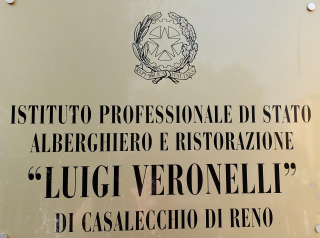 ISTITUTO PROFESSIONALE DI STATO
ALBERGHIERO E RISTORAZIONE
“LUIGI VERONELLI”
DI CASALECCHIO DI RENO